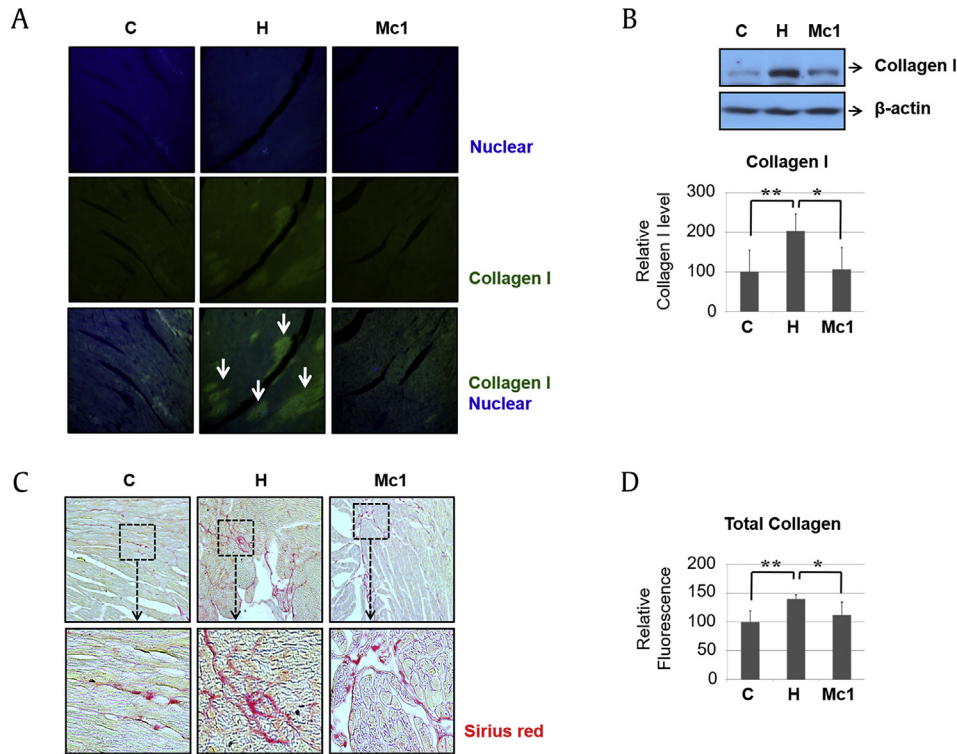 A
C H Mc1
Nuclear
Collagen I
Collagen I
Nuclear
B
C H Mc1
Collagen I
β-actin
Collagen I
Relative
Collagen I level
300
200
100
0
** *
C H Mc1
C
C H Mc1
Sirius red
D
Total Collagen
Relative
Fluorescence
200
150
100
50
0
** *
C H Mc1